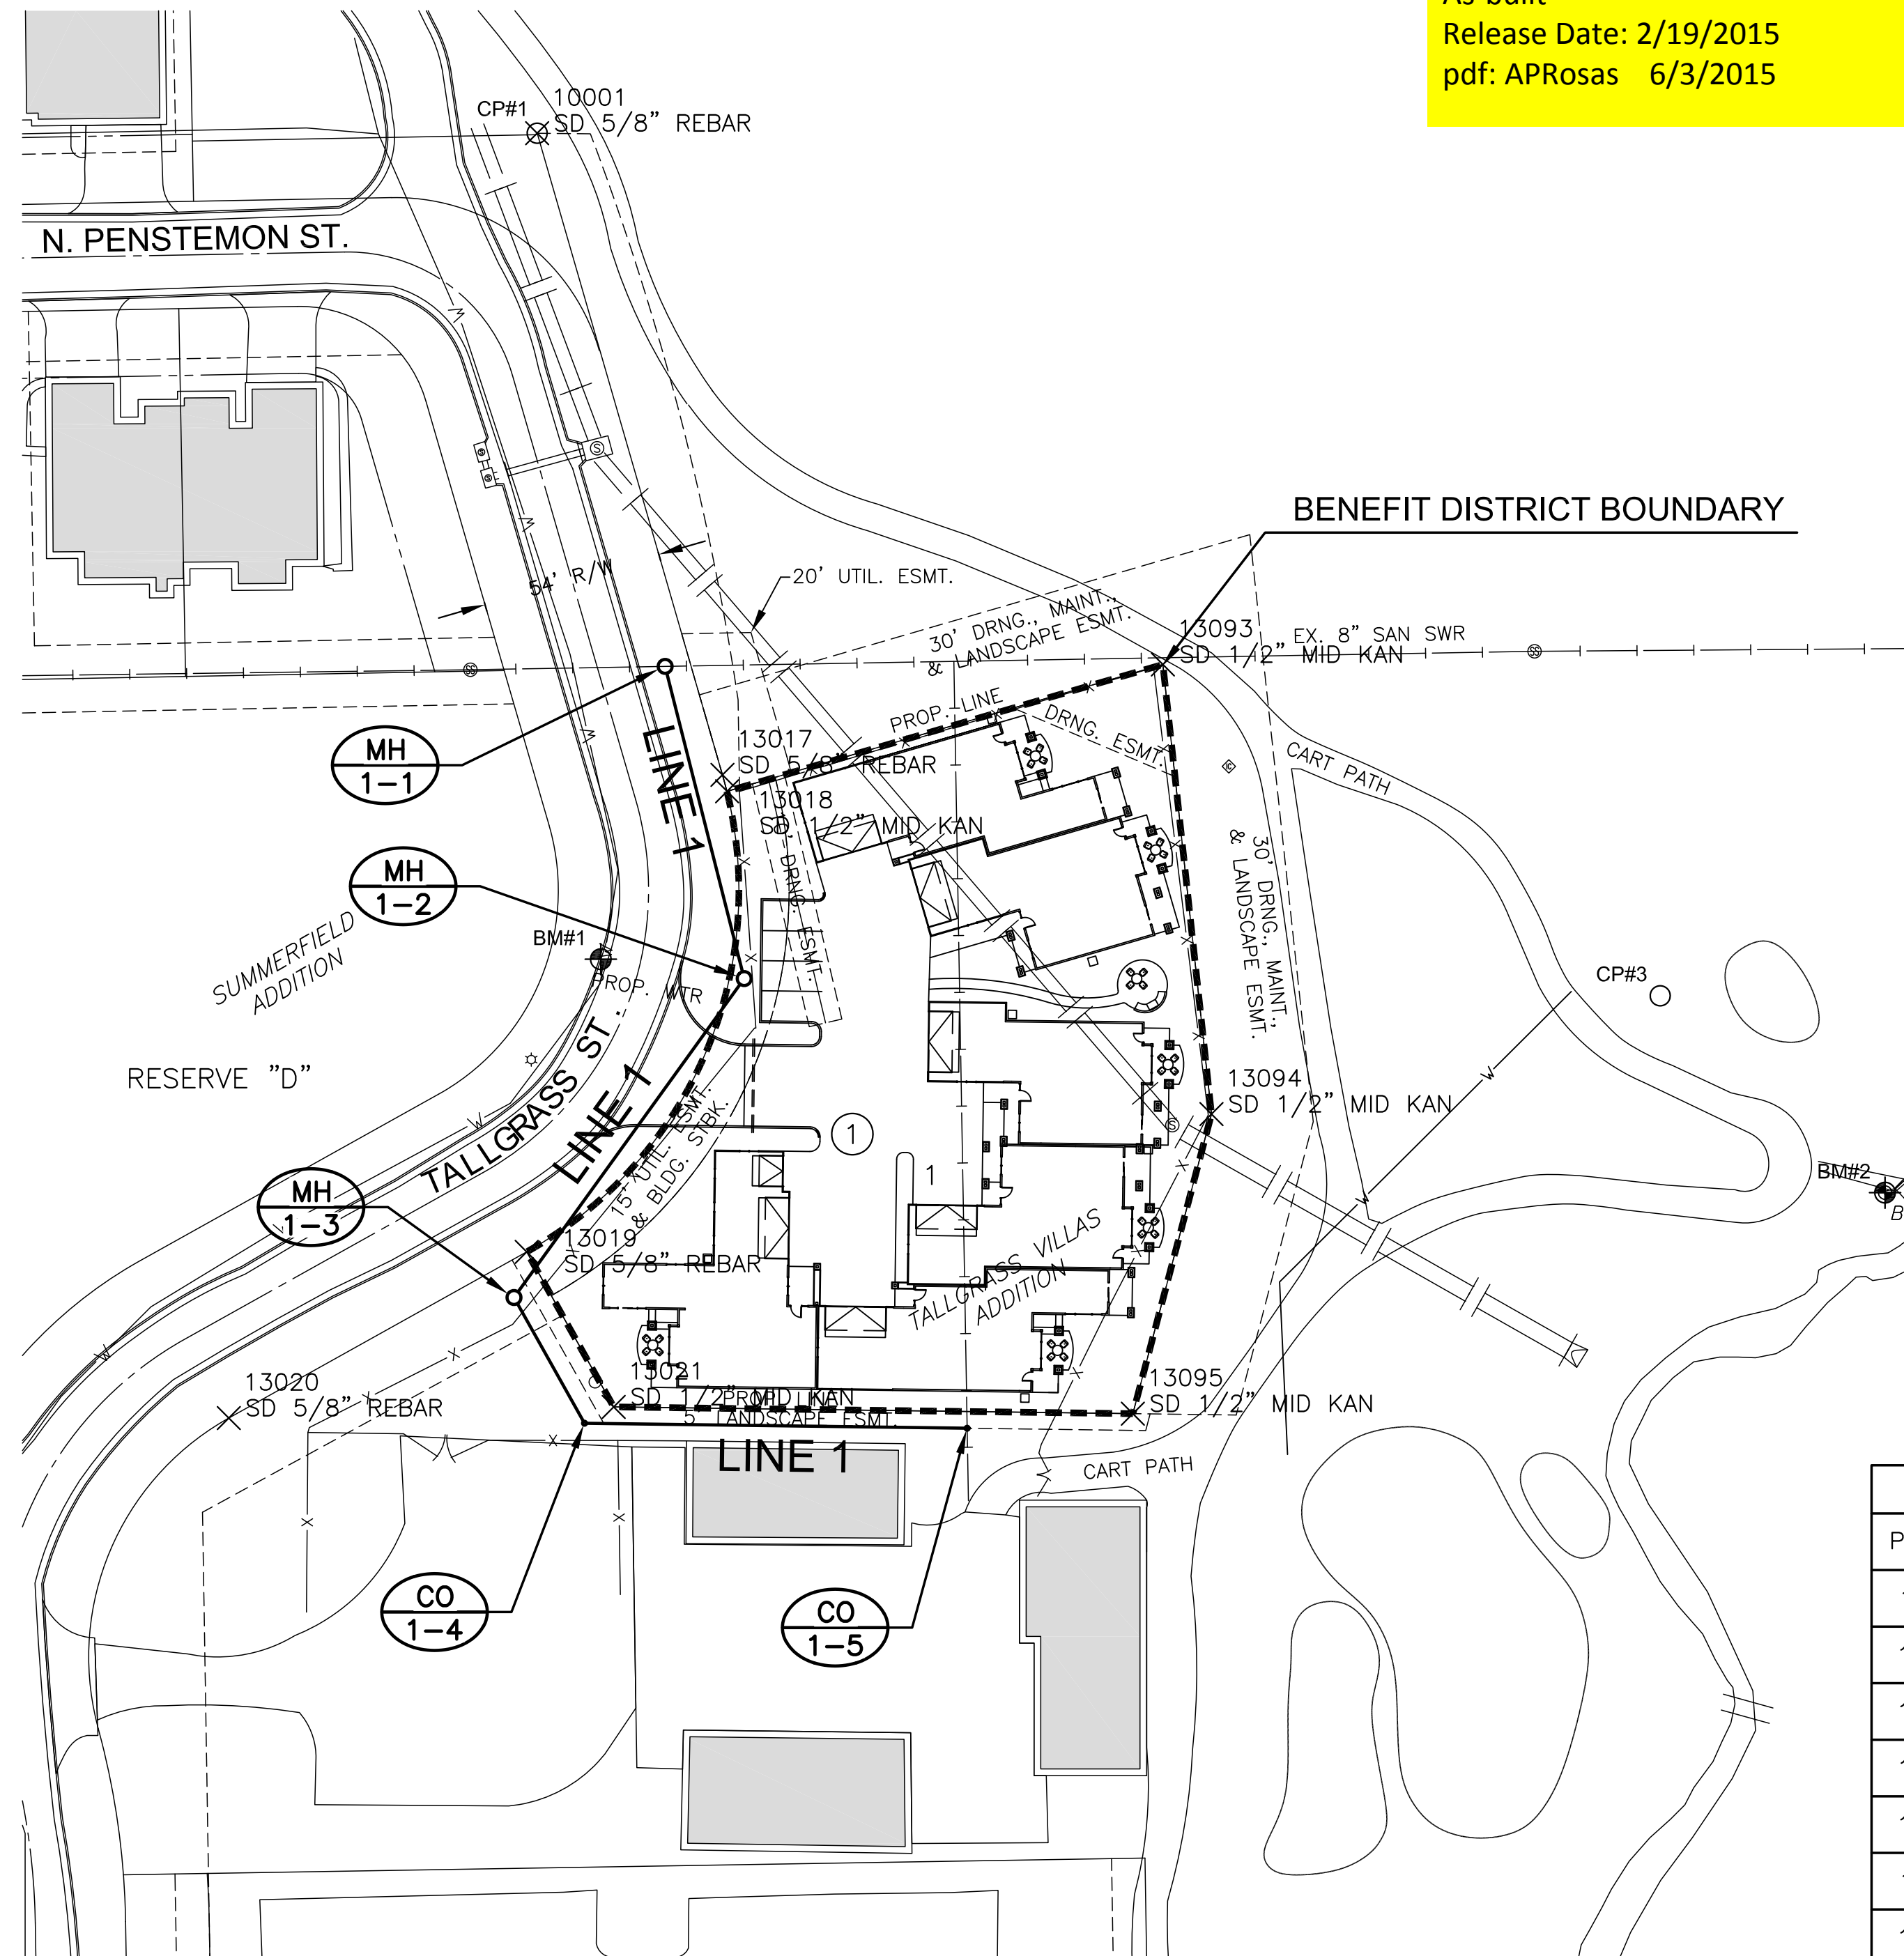 Release Date: 2/19/2015
pdf: APRosas 6/3/2015
CP#1
10001
SD 5/8" REBAR
N. PENSTEMON ST.
BENEFIT DISTRICT BOUNDARY
54' R/W
20' UTIL. ESMT.
30' DRNG., MAINT.,
& LANDSCAPE ESMT.
13093
SD 1/2" MID KAN
EX. 8" SAN SWR
PROP. LINE
DRNG. ESMT.
MH
1-1
LINE 1
13017
SD 5/8" REBAR
13018
SD 1/2" MID KAN
CART PATH
MH
1-2
DRNG. ESMT.
30' DRNG., MAINT.,
& LANDSCAPE ESMT.
SUMMERFIELD
ADDITION
BM#1
PROP. WTR
CP#3
RESERVE "D"
TALLGRASS ST.
LINE 1
15' UTIL. ESMT.
& BLDG. STBK.
13094
SD 1/2" MID KAN
1
1
BM#2
MH
1-3
13019
SD 5/8" REBAR
TALLGRASS VILLAS
ADDITION
13020
SD 5/8" REBAR
13021
SD 1/2" MID KAN
PROP. LINE
5' LANDSCAPE ESMT.
13095
SD 1/2" MID KAN
LINE 1
CART PATH
CO
1-4
CO
1-5